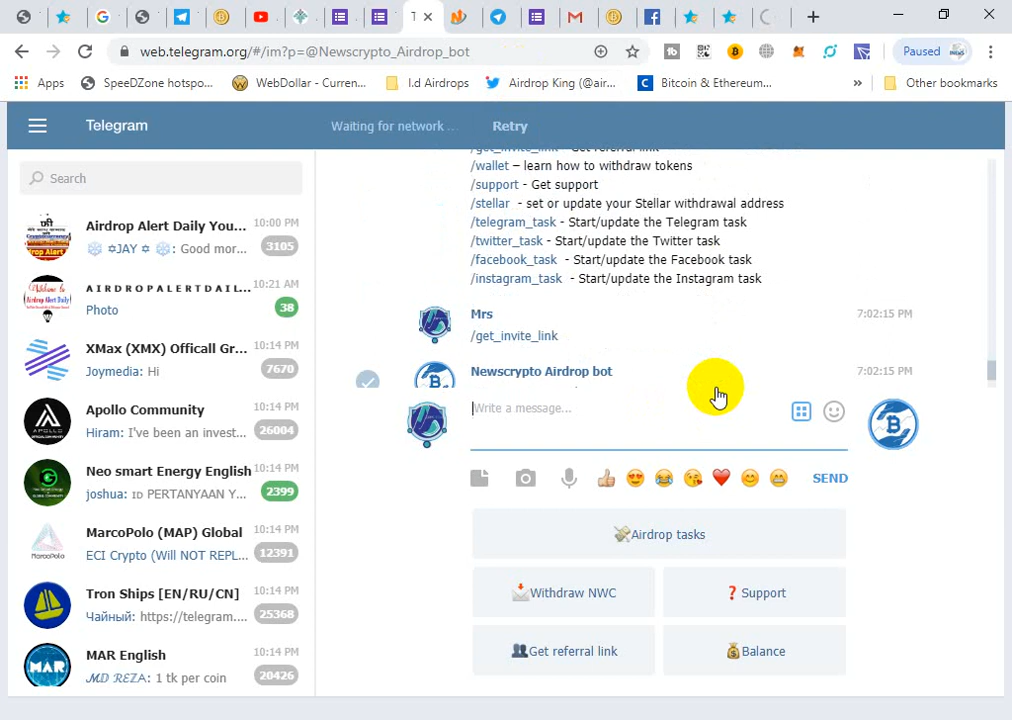 T
web.telegram.org/#/im?p=@Newscrypto_Airdrop_bot
Paused
Apps
SpeeDZone hotspo...
WebDollar - Curren...
I.d Airdrops
Airdrop King (@air...
Bitcoin & Ethereum...
»
Other bookmarks
Telegram
Waiting for network ...
Retry
Search
Airdrop Alert Daily You...
10:00 PM
❄️ ✡JAY ✡ ❄️: Good mor...
3105
A I R D R O P A L E R T D A I L...
10:21 AM
Photo
38
XMax (XMX) Officall Gr...
10:14 PM
Joymedia: Hi
7670
Apollo Community
10:14 PM
Hiram: I've been an invest...
26004
Neo smart Energy English
10:14 PM
joshua: ID PERTANYAAN Y...
2399
MarcoPolo (MAP) Global
10:14 PM
ECI Crypto (Will NOT REPL...
12391
Tron Ships [EN/RU/CN]
10:14 PM
Чайный: https://telegram....
25368
MAR English
10:14 PM
𝓜𝓓 𝓡𝓔𝓩𝓐: 1 tk per coin
20426
/get_invite_link - Get referral link
/wallet – learn how to withdraw tokens
/support - Get support
/stellar - set or update your Stellar withdrawal address
/telegram_task - Start/update the Telegram task
/twitter_task - Start/update the Twitter task
/facebook_task - Start/update the Facebook task
/instagram_task - Start/update the Instagram task
Mrs
7:02:15 PM
/get_invite_link
Newscrypto Airdrop bot
7:02:15 PM
Write a message...
SEND
Airdrop tasks
Withdraw NWC
❓Support
Get referral link
Balance